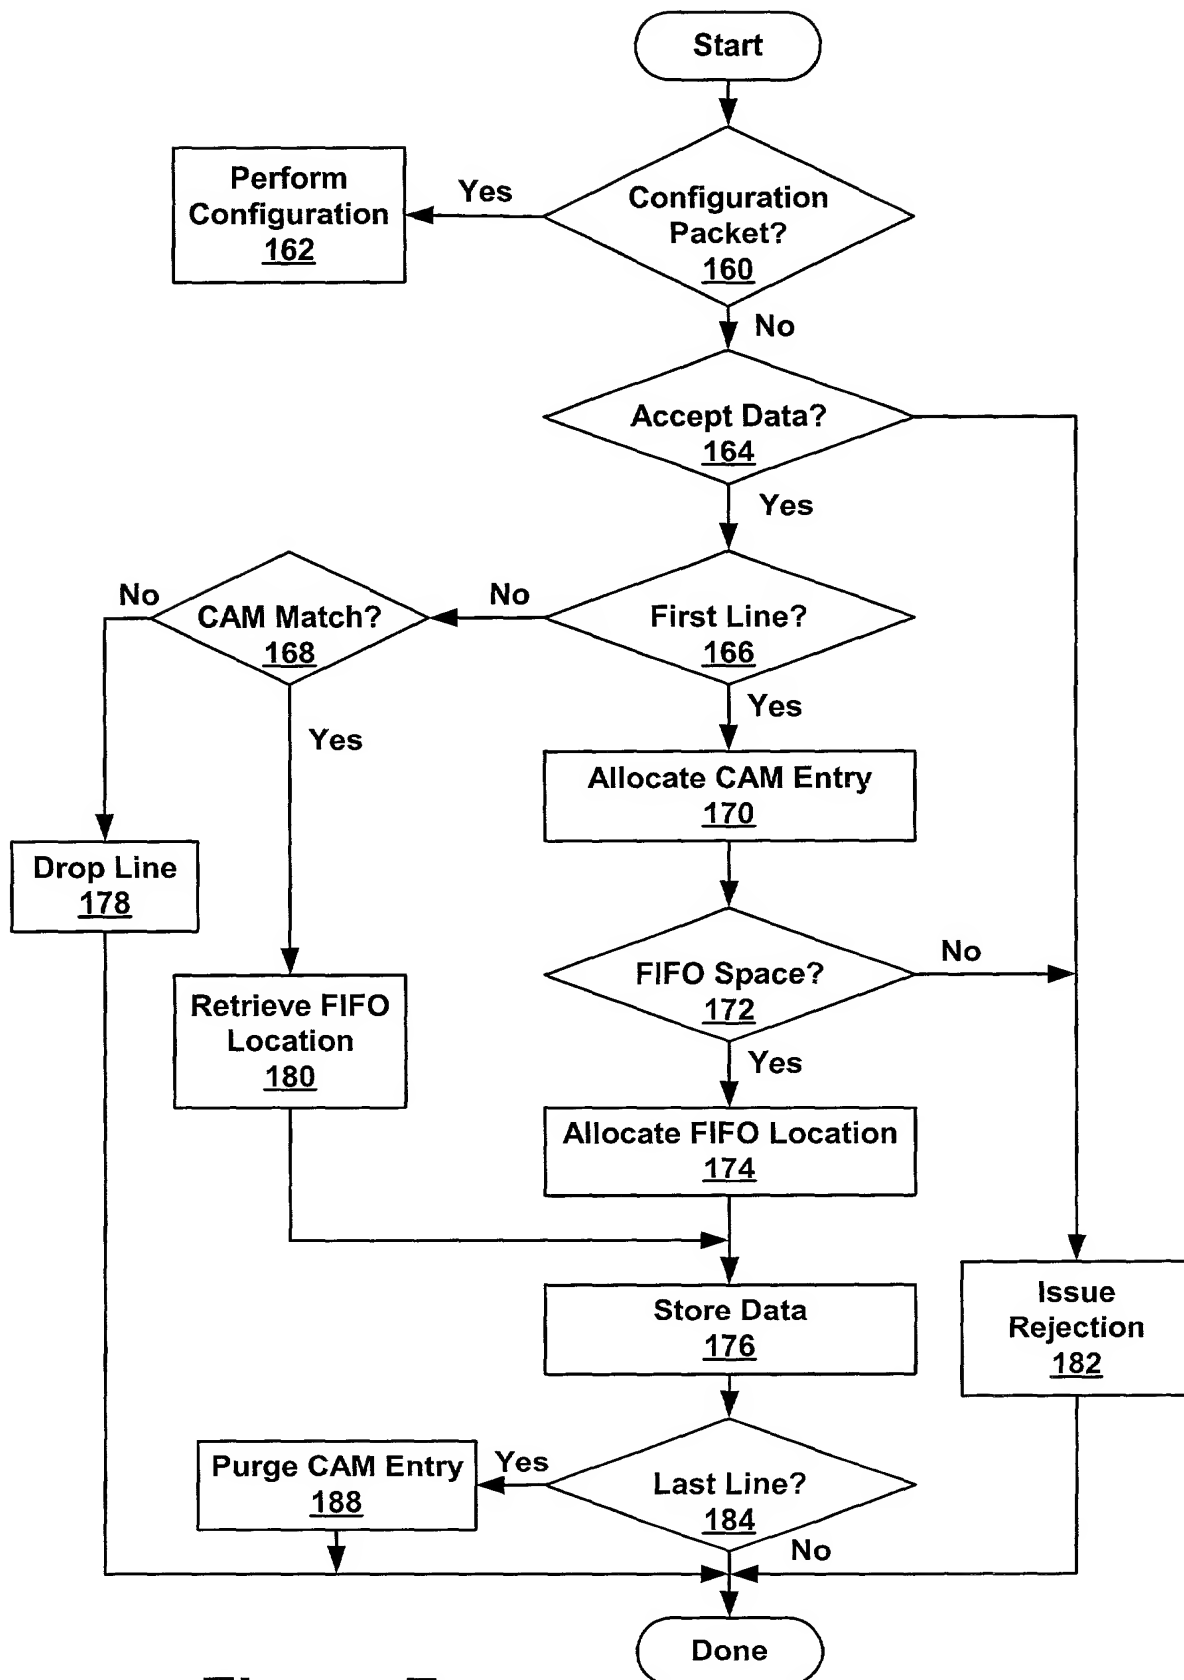 Start
Perform
Configuration
162
Yes
Configuration
Packet?
160
No
Accept Data?
164
Yes
No
CAM Match?
168
No
First Line?
166
Yes
Yes
Allocate CAM Entry
170
Drop Line
178
FIFO Space?
172
No
Retrieve FIFO
Location
180
Yes
Allocate FIFO Location
174
Store Data
176
Issue
Rejection
182
Purge CAM Entry
188
Yes
Last Line?
184
No
Done